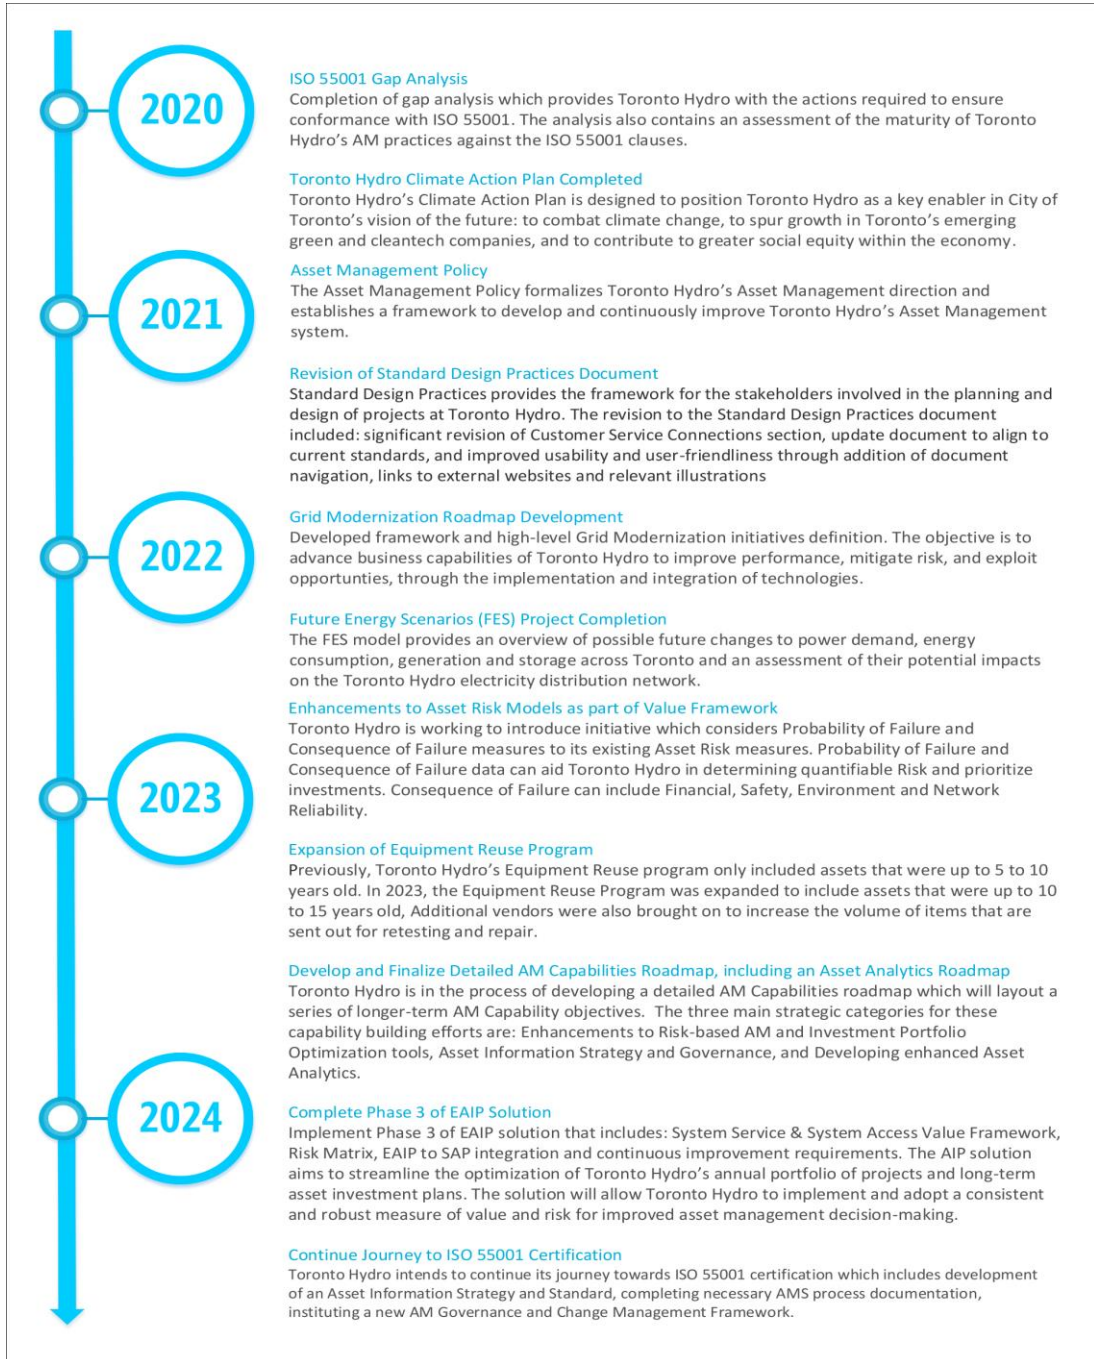 2020
ISO 55001 Gap Analysis
Completion of gap analysis which provides Toronto Hydro with the actions required to ensure
conformance with ISO 55001. The analysis also contains an assessment of the maturity of Toronto
Hydro's AM practices against the ISO 55001 clauses.
Toronto Hydro Climate Action Plan Completed
Toronto Hydro's Climate Action Plan is designed to position Toronto Hydro as a key enabler in City of
Toronto's vision of the future: to combat climate change, to spur growth in Toronto's emerging
green and cleantech companies, and to contribute to greater social equity within the economy.
2021
Asset Management Policy
The Asset Management Policy formalizes Toronto Hydro's Asset Management direction and
establishes a framework to develop and continuously improve Toronto Hydro's Asset Management
system.
Revision of Standard Design Practices Document
Standard Design Practices provides the framework for the stakeholders involved in the planning and
design of projects at Toronto Hydro. The revision to the Standard Design Practices document
included: significant revision of Customer Service Connections section, update document to align to
current standards, and improved usability and user-friendliness through addition of document
navigation, links to external websites and relevant illustrations
2022
Grid Modernization Roadmap Development
Developed framework and high-level Grid Modernization initiatives definition. The objective is to
advance business capabilities of Toronto Hydro to improve performance, mitigate risk, and exploit
opportunties, through the implementation and integration of technologies.
Future Energy Scenarios (FES) Project Completion
The FES model provides an overview of possible future changes to power demand, energy
consumption, generation and storage across Toronto and an assessment of their potential impacts
on the Toronto Hydro electricity distribution network.
2023
Enhancements to Asset Risk Models as part of Value Framework
Toronto Hydro is working to introduce initiative which considers Probability of Failure and
Consequence of Failure measures to its existing Asset Risk measures. Probability of Failure and
Consequence of Failure data can aid Toronto Hydro in determining quantifiable Risk and prioritize
investments. Consequence of Failure can include Financial, Safety, Environment and Network
Reliability.
Expansion of Equipment Reuse Program
Previously, Toronto Hydro's Equipment Reuse program only included assets that were up to 5 to 10
years old. In 2023, the Equipment Reuse Program was expanded to include assets that were up to 10
to 15 years old, Additional vendors were also brought on to increase the volume of items that are
sent out for retesting and repair.
2024
Develop and Finalize Detailed AM Capabilities Roadmap, including an Asset Analytics Roadmap
Toronto Hydro is in the process of developing a detailed AM Capabilities roadmap which will layout a
series of longer-term AM Capability objectives. The three main strategic categories for these
capability building efforts are: Enhancements to Risk-based AM and Investment Portfolio
Optimization tools, Asset Information Strategy and Governance, and Developing enhanced Asset
Analytics.
Complete Phase 3 of EAIP Solution
Implement Phase 3 of EAIP solution that includes: System Service & System Access Value Framework,
Risk Matrix, EAIP to SAP integration and continuous improvement requirements. The AIP solution
aims to streamline the optimization of Toronto Hydro's annual portfolio of projects and long-term
asset investment plans. The solution will allow Toronto Hydro to implement and adopt a consistent
and robust measure of value and risk for improved asset management decision-making.
Continue Journey to ISO 55001 Certification
Toronto Hydro intends to continue its journey towards ISO 55001 certification which includes development
of an Asset Information Strategy and Standard, completing necessary AMS process documentation,
instituting a new AM Governance and Change Management Framework.